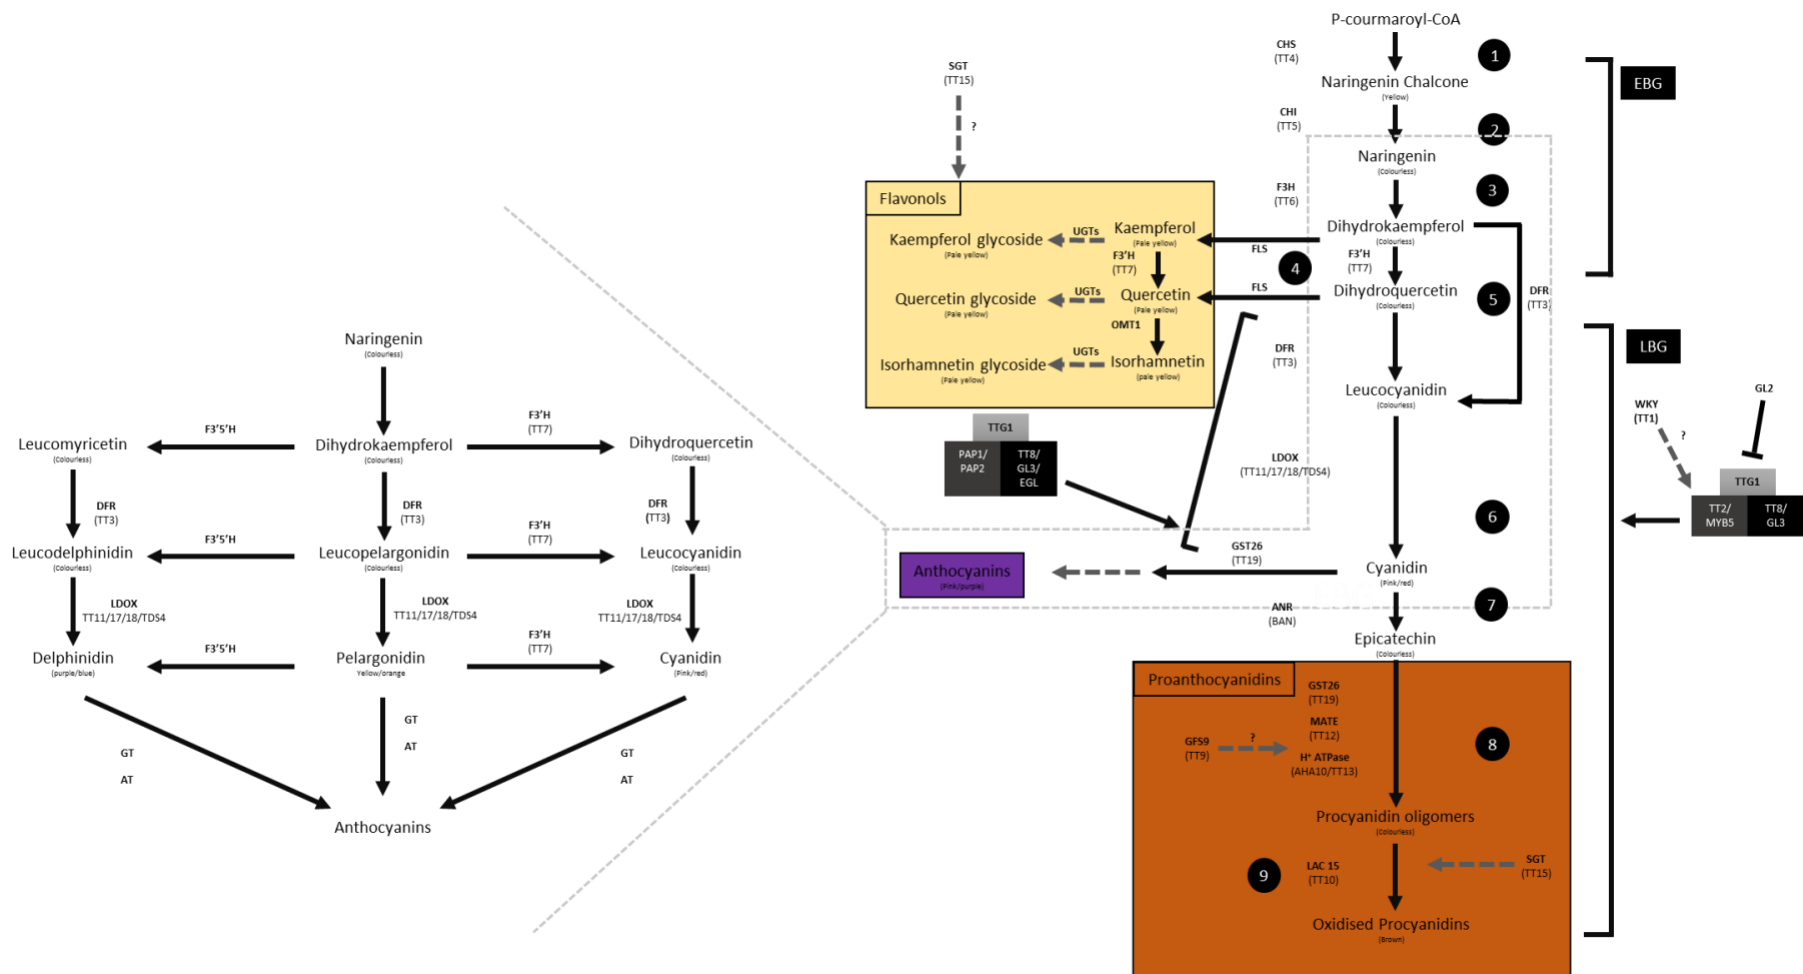 P-courmaroyl-CoA
CHS
(TT4)
1
Naringenin Chalcone
(Yellow)
EBG
CHI
(TT5)
2
Naringenin
(Colourless)
F3H
(TT6)
3
Dihydrokaempferol
(Colourless)
F3'H
(TT7)
FLS
4
Dihydroquercetin
(Colourless)
FLS
5
DFR
(TT3)
DFR
(TT3)
Leucocyanidin
(Colourless)
LDOX
(TT11/17/18/TDS4)
6
Cyanidin
(Pink/red)
GST26
(TT19)
Anthocyanins
(Pink/purple)
7
ANR
(BAN)
Epicatechin
(Colourless)
SGT
(TT15)
?
Flavonols
Kaempferol glycoside
(Pale yellow)
UGTs
Kaempferol
(Pale yellow)
F3'H
(TT7)
Quercetin glycoside
(Pale yellow)
UGTs
Quercetin
(Pale yellow)
OMT1
Isorhamnetin glycoside
(Pale yellow)
UGTs
Isorhamnetin
(pale yellow)
TTG1
PAP1/
PAP2
TT8/
GL3/
EGL
LBG
WKY
(TT1)
?
GL2
TTG1
TT2/
MYB5
TT8/
GL3
Proanthocyanidins
GST26
(TT19)
MATE
(TT12)
GFS9
(TT9)
?
H⁺ ATPase
(AHA10/TT13)
8
Procyanidin oligomers
(Colourless)
9
LAC 15
(TT10)
SGT
(TT15)
Oxidised Procyanidins
(Brown)
Naringenin
(Colourless)
Leucomyricetin
(Colourless)
F3'5'H
Dihydrokaempferol
(Colourless)
F3'H
(TT7)
Dihydroquercetin
(Colourless)
DFR
(TT3)
DFR
(TT3)
DFR
(TT3)
Leucodelphinidin
(Colourless)
F3'5'H
Leucopelargonidin
(Colourless)
F3'H
(TT7)
Leucocyanidin
(Colourless)
LDOX
TT11/17/18/TDS4
LDOX
TT11/17/18/TDS4
LDOX
TT11/17/18/TDS4
Delphinidin
(purple/blue)
F3'5'H
Pelargonidin
Yellow/orange
F3'H
(TT7)
Cyanidin
(Pink/red)
GT
AT
GT
AT
GT
AT
Anthocyanins